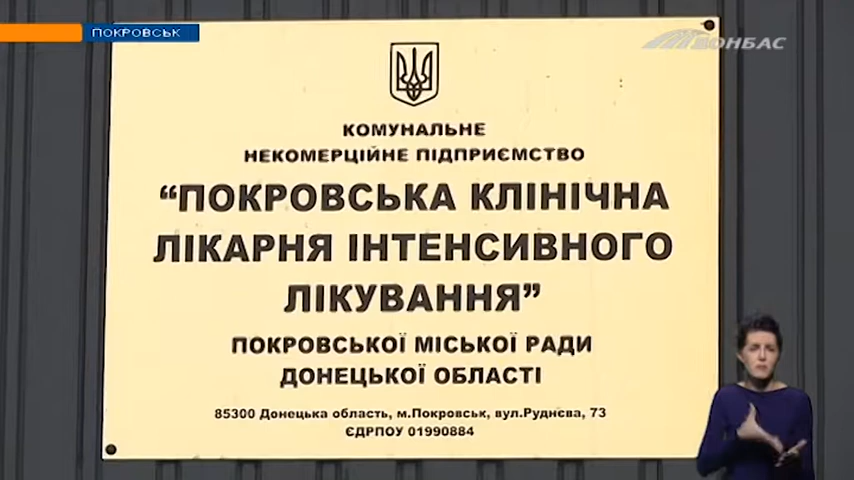 ПОКРОВСЬК
ДОНБАС
КОМУНАЛЬНЕ
НЕКОМЕРЦІЙНЕ ПІДПРИЄМСТВО
“ПОКРОВСЬКА КЛІНІЧНА
ЛІКАРНЯ ІНТЕНСИВНОГО
ЛІКУВАННЯ”
ПОКРОВСЬКОЇ МІСЬКОЇ РАДИ
ДОНЕЦЬКОЇ ОБЛАСТІ
85300 Донецька область, м.Покровськ, вул.Руднєва, 73
ЄДРПОУ 01990884